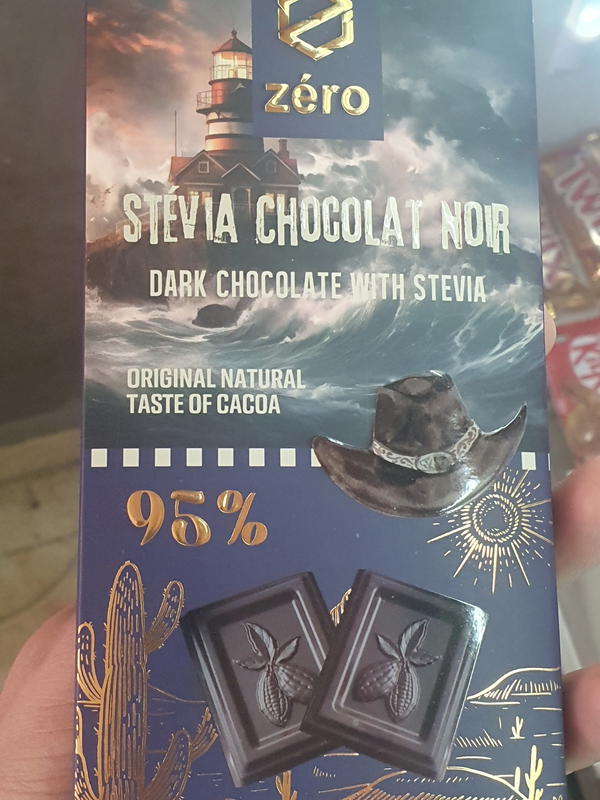 zéro
STÉVIA CHOCOLAT NOIR
DARK CHOCOLATE WITH STEVIA
ORIGINAL NATURAL
TASTE OF CACOA
95%